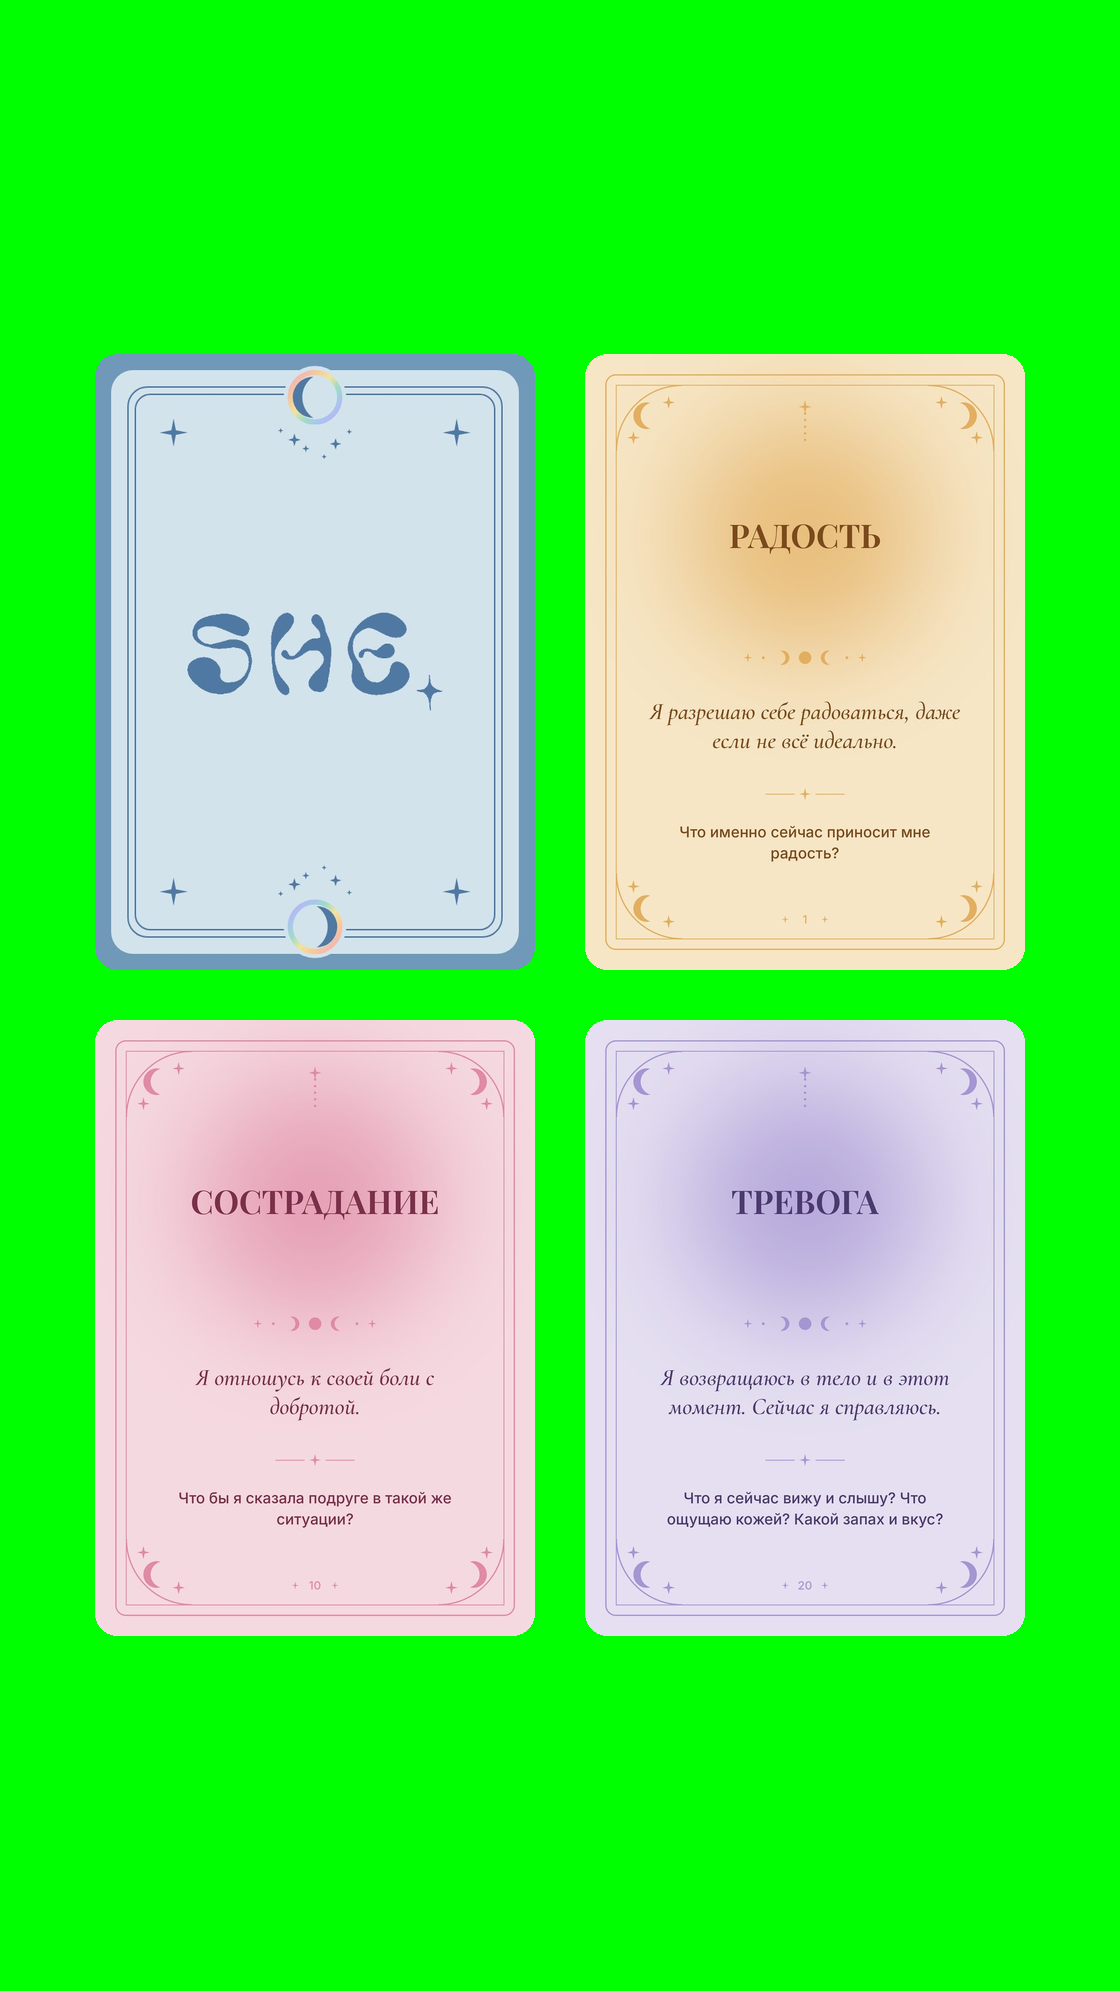 SHE
РАДОСТЬ
Я разрешаю себе радоваться, даже
если не всё идеально.
Что именно сейчас приносит мне
радость?
1
СОСТРАДАНИЕ
Я отношусь к своей боли с
добротой.
Что бы я сказала подруге в такой же
ситуации?
10
ТРЕВОГА
Я возвращаюсь в тело и в этот
момент. Сейчас я справляюсь.
Что я сейчас вижу и слышу? Что
ощущаю кожей? Какой запах и вкус?
20